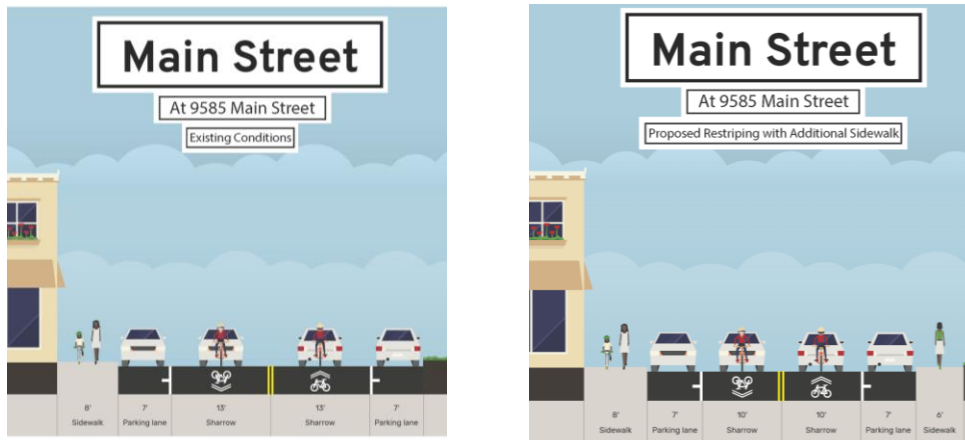 Main Street
At 9585 Main Street
Existing Conditions
8' 7' 13' 13' 7'
Sidewalk Parking lane Sharrow Sharrow Parking lane
Main Street
At 9585 Main Street
Proposed Restriping with Additional Sidewalk
8' 7' 10' 10' 7' 6'
Sidewalk Parking lane Sharrow Sharrow Parking lane Sidewalk